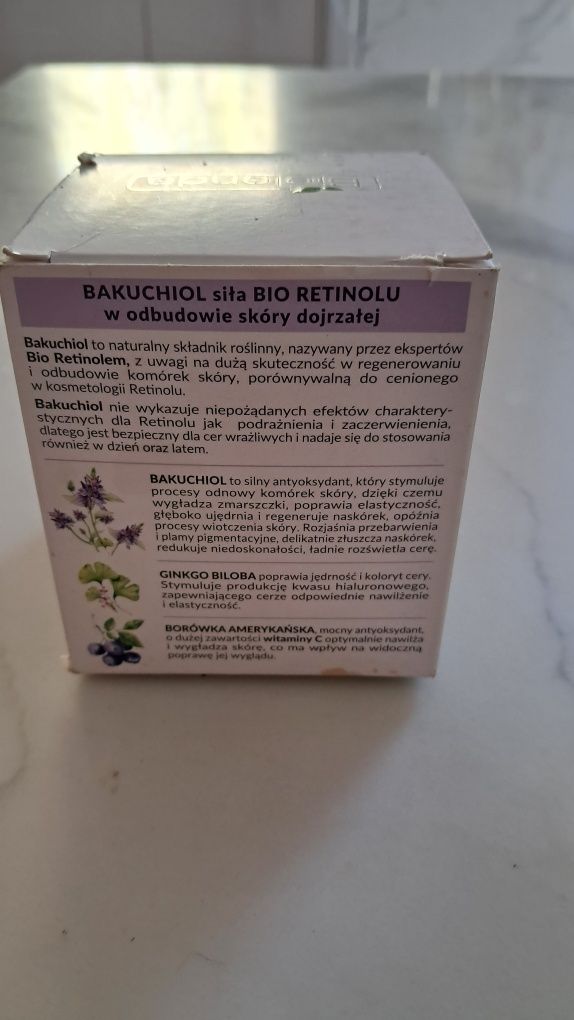 BAKUCHIOL siła BIO RETINOLU
w odbudowie skóry dojrzałej
Bakuchiol to naturalny składnik roślinny, nazywany przez ekspertów
Bio Retinolem, z uwagi na dużą skuteczność w regenerowaniu
i odbudowie komórek skóry, porównywalną do cenionego
w kosmetologii Retinolu.
Bakuchiol nie wykazuje niepożądanych efektów charaktery-
stycznych dla Retinolu jak podrażnienia i zaczerwienienia,
dlatego jest bezpieczny dla cer wrażliwych i nadaje się do stosowania
również w dzień oraz latem.
BAKUCHIOL to silny antyoksydant, który stymuluje
procesy odnowy komórek skóry, dzięki czemu
wygładza zmarszczki, poprawia elastyczność,
głęboko ujędrnia i regeneruje naskórek, opóźnia
procesy wiotczenia skóry. Rozjaśnia przebarwienia
i plamy pigmentacyjne, delikatnie złuszcza naskórek,
redukuje niedoskonałości, ładnie rozświetla cerę.
GINKGO BILOBA poprawia jędrność i koloryt cery.
Stymuluje produkcję kwasu hialuronowego,
zapewniającego cerze odpowiednie nawilżenie
i elastyczność.
BORÓWKA AMERYKAŃSKA, mocny antyoksydant,
o dużej zawartości witaminy C optymalnie nawilża
i wygładza skórę, co ma wpływ na widoczną
poprawę jej wyglądu.